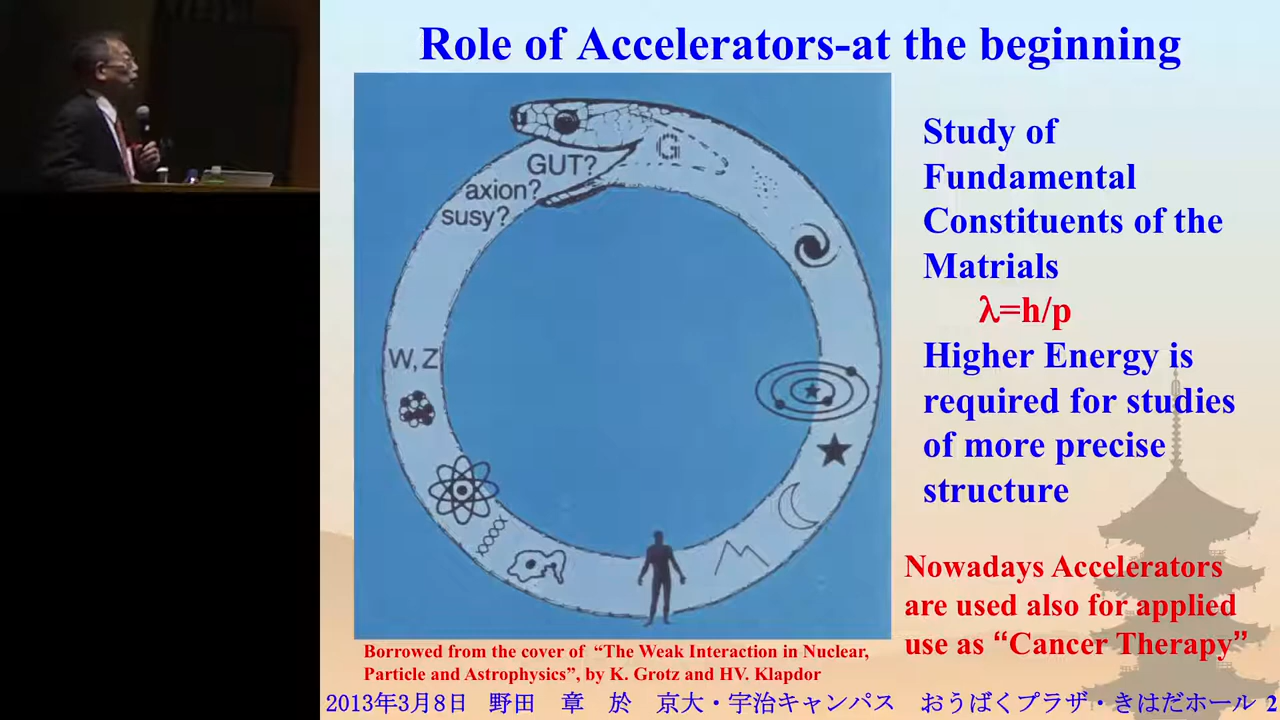 Role of Accelerators-at the beginning
G
GUT?
axion?
susy?
W, Z
Study of
Fundamental
Constituents of the
Matrials
λ=h/p
Higher Energy is
required for studies
of more precise
structure
Nowadays Accelerators
are used also for applied
use as “Cancer Therapy”
Borrowed from the cover of “The Weak Interaction in Nuclear,
Particle and Astrophysics”, by K. Grotz and HV. Klapdor
2013年3月8日 野田 章 於 京大・宇治キャンパス おうばくプラザ・きはだホール 2